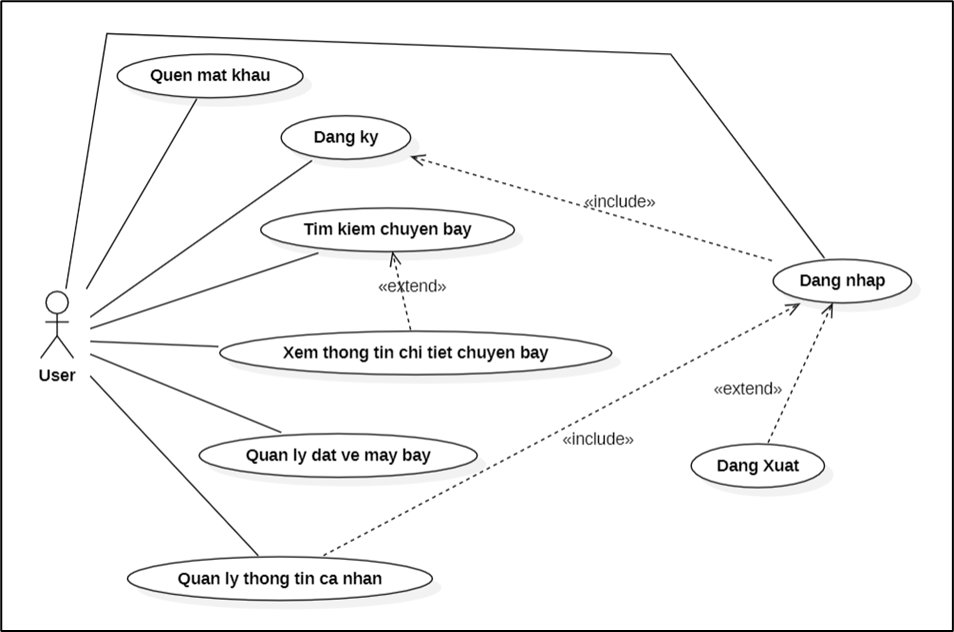 Quen mat khau
Dang ky
«include»
Tim kiem chuyen bay
Dang nhap
«extend»
Xem thong tin chi tiet chuyen bay
User
«extend»
«include»
Quan ly dat ve may bay
Dang Xuat
Quan ly thong tin ca nhan